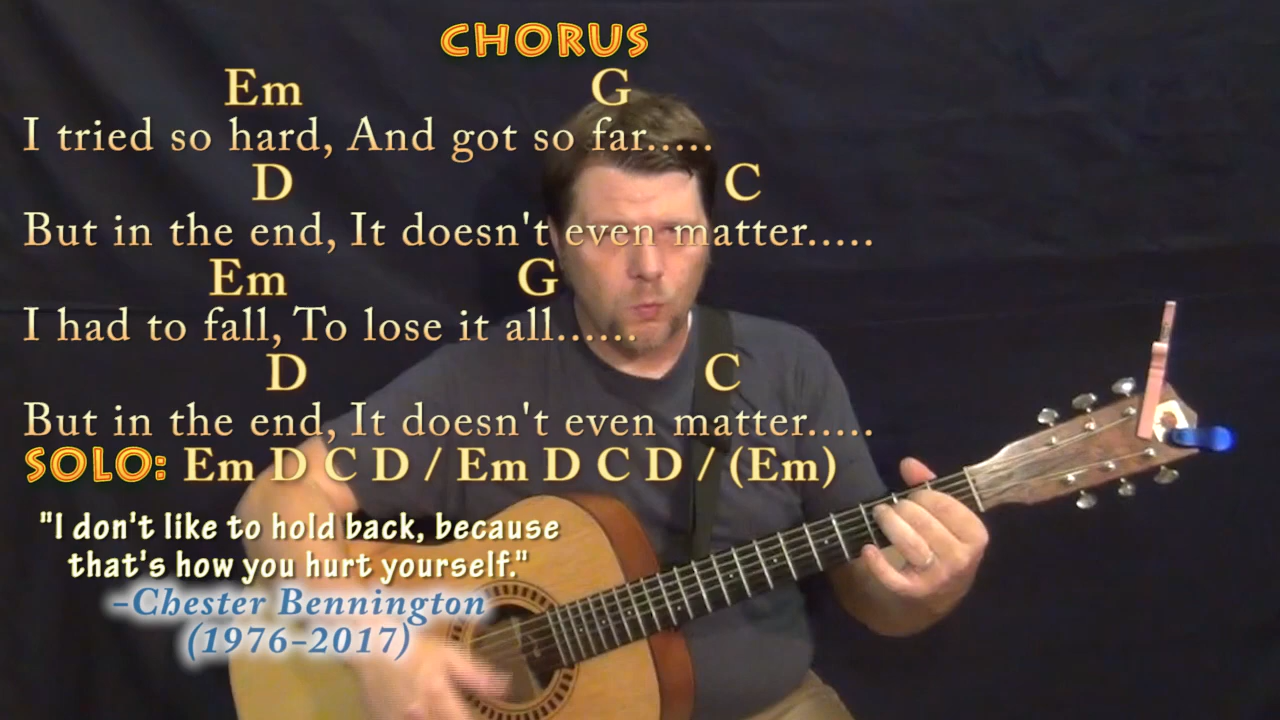 CHORUS
Em G
I tried so hard, And got so far.....
D C
But in the end, It doesn't even matter.....
Em G
I had to fall, To lose it all......
D C
But in the end, It doesn't even matter.....
SOLO: Em D C D / Em D C D / (Em)
"I don't like to hold back, because
that's how you hurt yourself."
-Chester Bennington
(1976-2017)